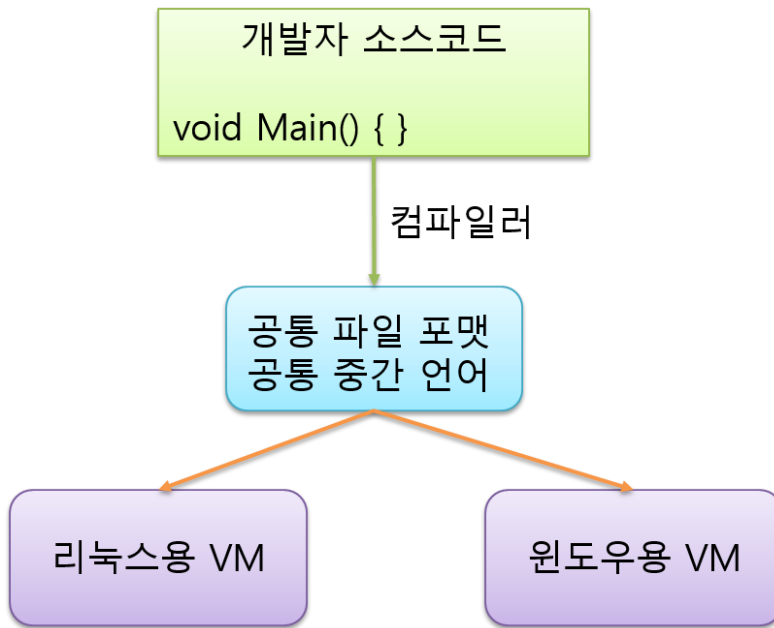 개발자 소스코드
void Main() { }
컴파일러
공통 파일 포맷
공통 중간 언어
리눅스용 VM
윈도우용 VM